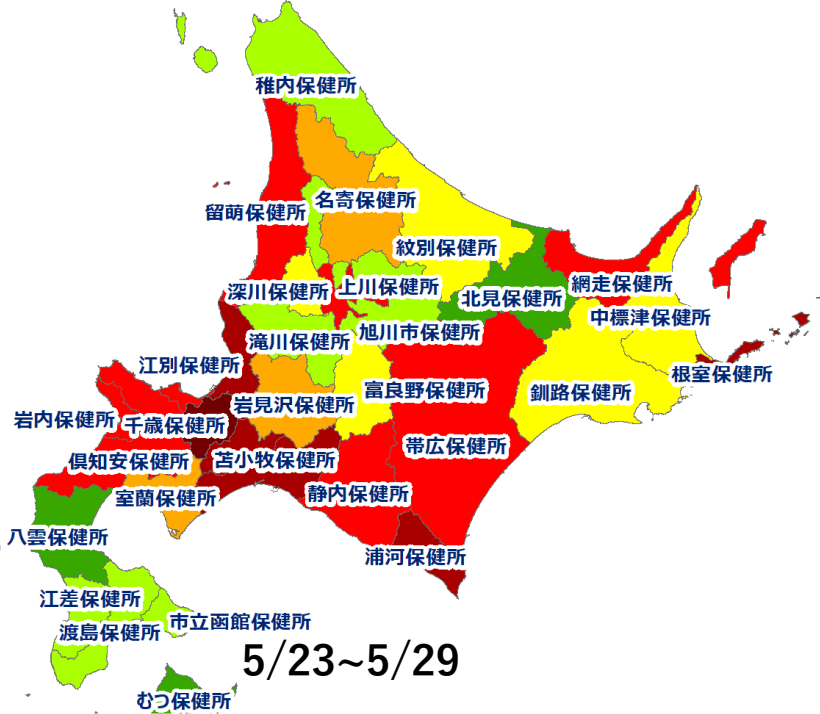 稚内保健所
名寄保健所
留萌保健所
紋別保健所
網走保健所
深川保健所
上川保健所
北見保健所
中標津保健所
旭川市保健所
滝川保健所
江別保健所
根室保健所
富良野保健所
釧路保健所
岩見沢保健所
岩内保健所
千歳保健所
帯広保健所
倶知安保健所
苫小牧保健所
静内保健所
室蘭保健所
八雲保健所
浦河保健所
江差保健所
市立函館保健所
渡島保健所
5/23~5/29
むつ保健所